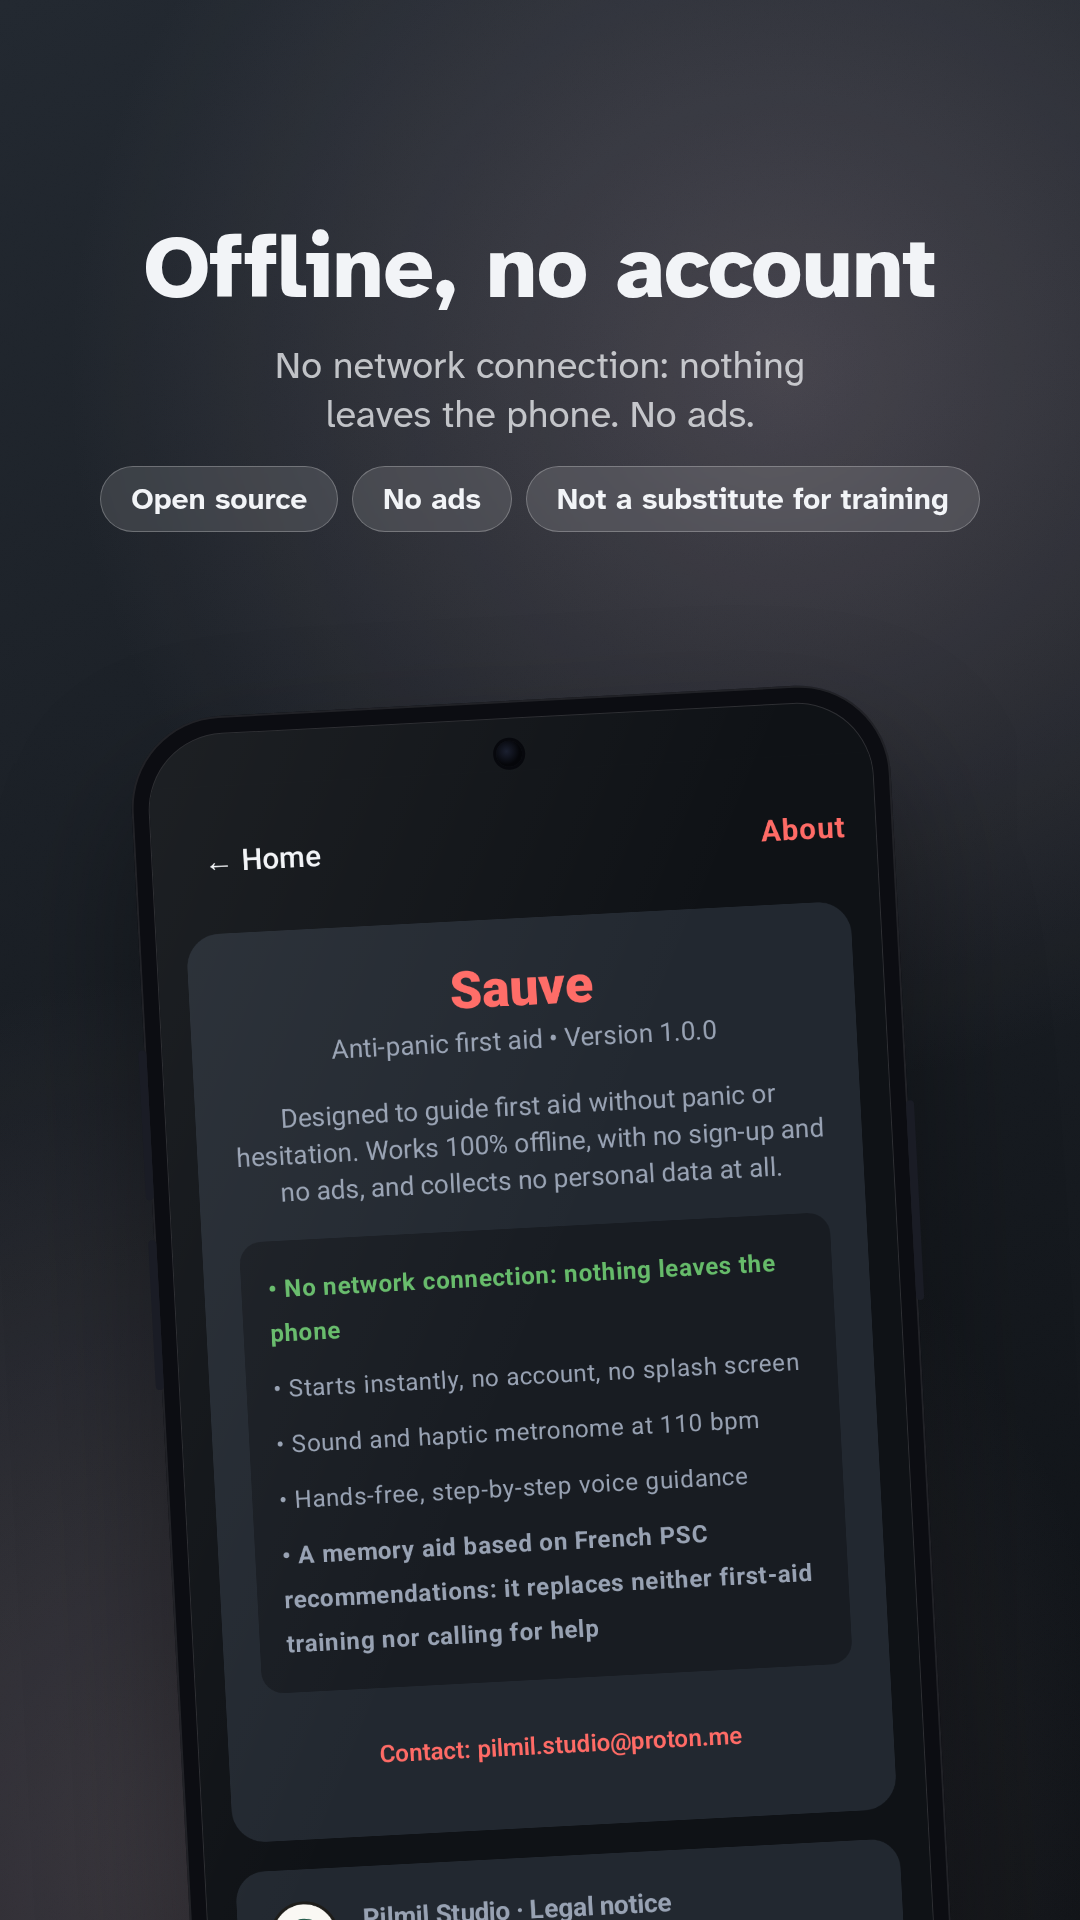 Offline, no account
No network connection: nothing
leaves the phone. No ads.
Open source
No ads
Not a substitute for training
← Home
About
Sauve
Anti-panic first aid • Version 1.0.0
Designed to guide first aid without panic or
hesitation. Works 100% offline, with no sign-up and
no ads, and collects no personal data at all.
• No network connection: nothing leaves the
phone
• Starts instantly, no account, no splash screen
• Sound and haptic metronome at 110 bpm
• Hands-free, step-by-step voice guidance
• A memory aid based on French PSC
recommendations: it replaces neither first-aid
training nor calling for help
Contact: pilmil.studio@proton.me
Pilmil Studio · Legal notice